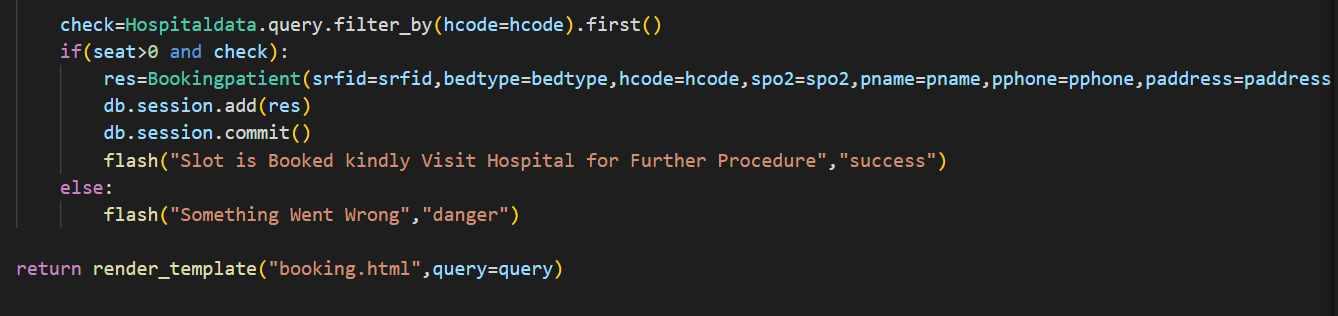 check=Hospitaldata.query.filter_by(hcode=hcode).first()
if(seat>0 and check):
res=Bookingpatient(srfid=srfid,bedtype=bedtype,hcode=hcode,spo2=spo2,pname=pname,pphone=pphone,paddress=paddress
db.session.add(res)
db.session.commit()
flash("Slot is Booked kindly Visit Hospital for Further Procedure","success")
else:
flash("Something Went Wrong","danger")
return render_template("booking.html",query=query)